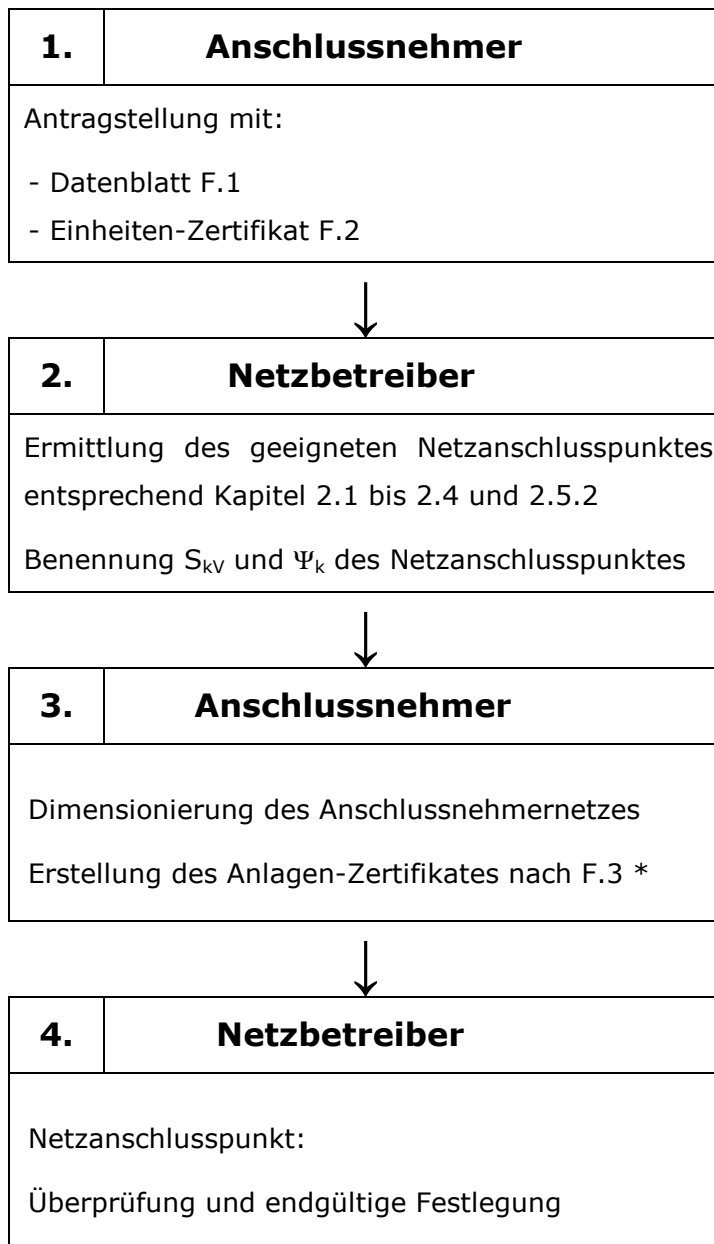 1. Anschlussnehmer
Antragstellung mit:
- Datenblatt F.1
- Einheiten-Zertifikat F.2
↓
2. Netzbetreiber
Ermittlung des geeigneten Netzanschlusspunktes
entsprechend Kapitel 2.1 bis 2.4 und 2.5.2
Benennung SkV und Ψk des Netzanschlusspunktes
↓
3. Anschlussnehmer
Dimensionierung des Anschlussnehmernetzes
Erstellung des Anlagen-Zertifikates nach F.3 *
↓
4. Netzbetreiber
Netzanschlusspunkt:
Überprüfung und endgültige Festlegung